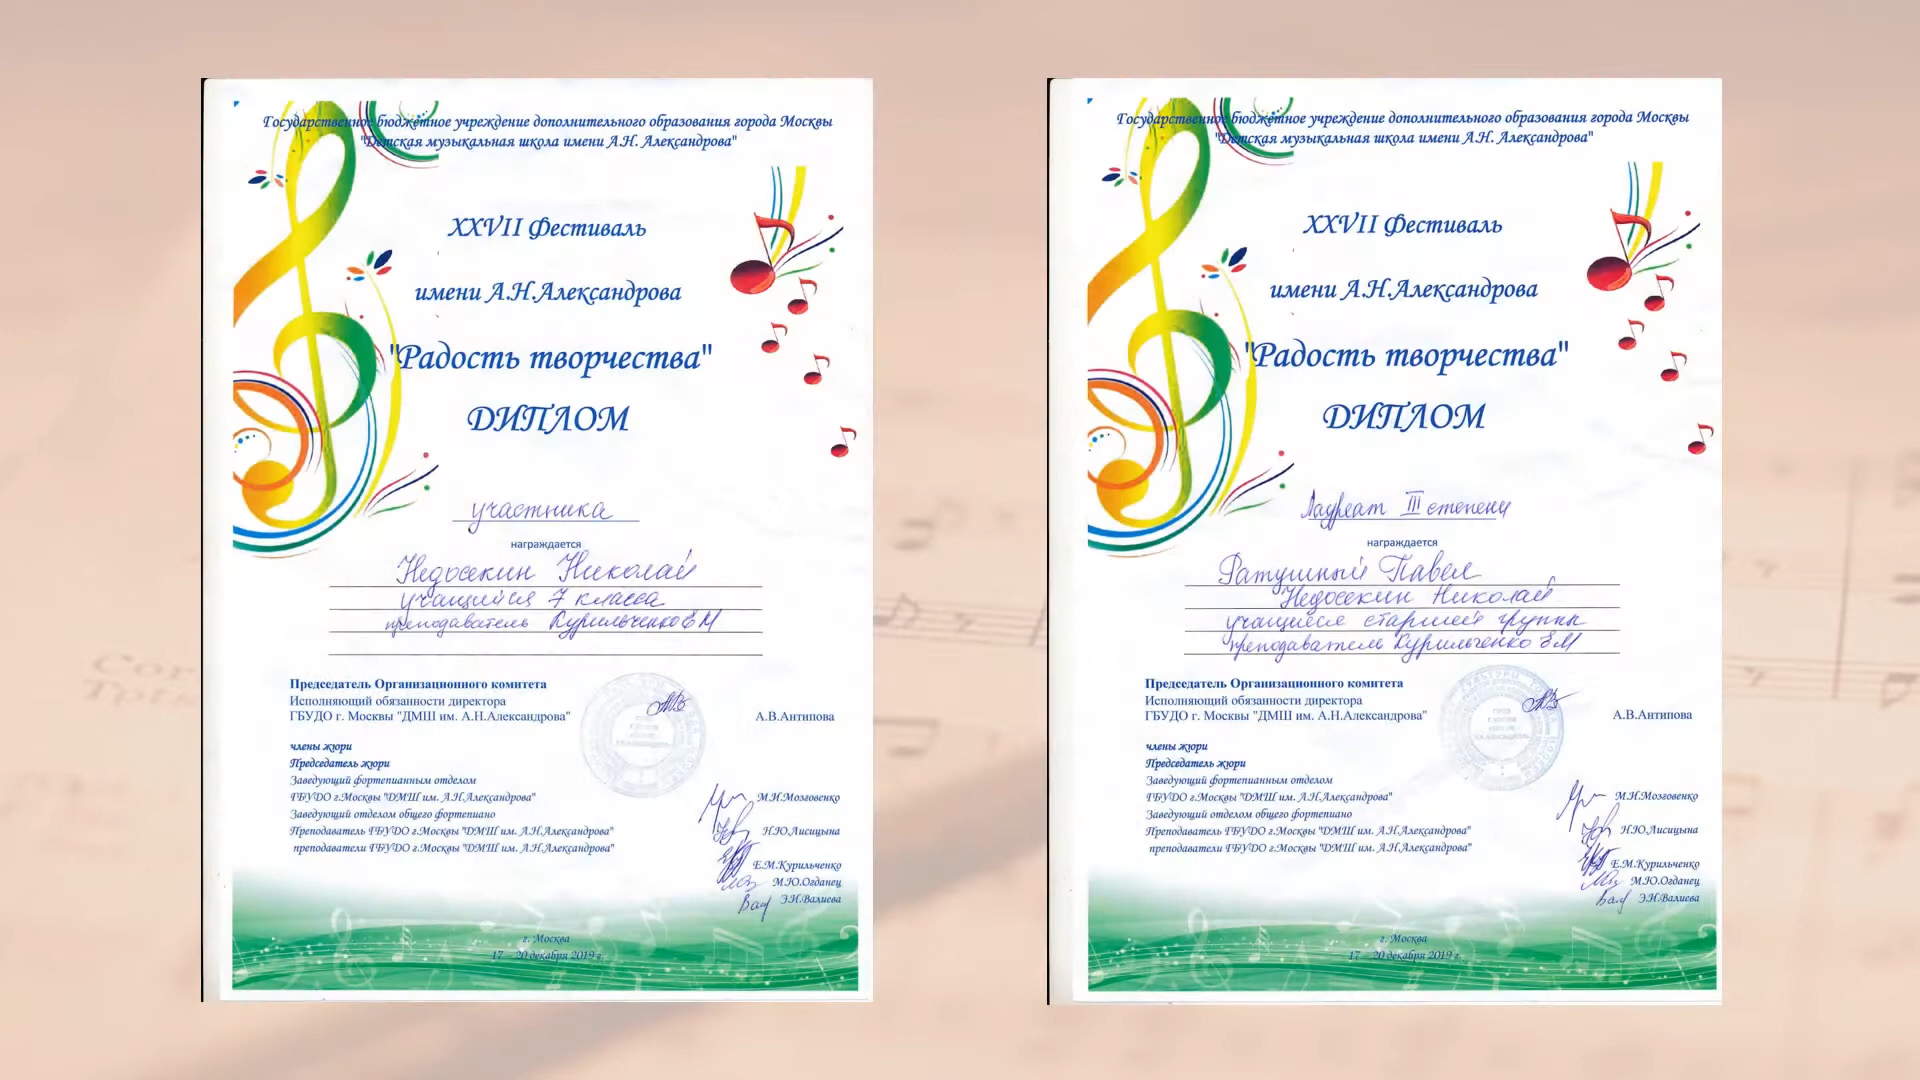 Государственное бюджетное учреждение дополнительного образования города Москвы
"Детская музыкальная школа имени А.Н. Александрова"
XXVII Фестиваль
имени А.Н.Александрова
"Радость творчества"
ДИПЛОМ
участника
награждается
Недосекин Николай
учащийся 7 класса
преподаватель Курильченко Е М
Председатель Организационного комитета
Исполняющий обязанности директора
ГБУДО г. Москвы "ДМШ им. А.Н.Александрова" А.В.Антипова
члены жюри
Председатель жюри
Заведующий фортепианным отделом
ГБУДО г.Москвы "ДМШ им. А.Н.Александрова" М.Н.Мозговенко
Заведующий отделом общего фортепиано
Преподаватель ГБУДО г.Москвы "ДМШ им. А.Н.Александрова" Н.Ю.Лисицына
преподаватели ГБУДО г.Москвы "ДМШ им. А.Н.Александрова"
Е.М.Курильченко
М.Ю.Огданец
Э.Н.Валиева
г. Москва
17 - 20 декабря 2019 г.
Государственное бюджетное учреждение дополнительного образования города Москвы
"Детская музыкальная школа имени А.Н. Александрова"
XXVII Фестиваль
имени А.Н.Александрова
"Радость творчества"
ДИПЛОМ
Лауреат III степени
награждается
Ратушный Павел
Недосекин Николай
учащиеся старшей группы
преподаватель Курильченко Е М
Председатель Организационного комитета
Исполняющий обязанности директора
ГБУДО г. Москвы "ДМШ им. А.Н.Александрова" А.В.Антипова
члены жюри
Председатель жюри
Заведующий фортепианным отделом
ГБУДО г.Москвы "ДМШ им. А.Н.Александрова" М.Н.Мозговенко
Заведующий отделом общего фортепиано
Преподаватель ГБУДО г.Москвы "ДМШ им. А.Н.Александрова" Н.Ю.Лисицына
преподаватели ГБУДО г.Москвы "ДМШ им. А.Н.Александрова"
Е.М.Курильченко
М.Ю.Огданец
Э.Н.Валиева
г. Москва
17 - 20 декабря 2019 г.